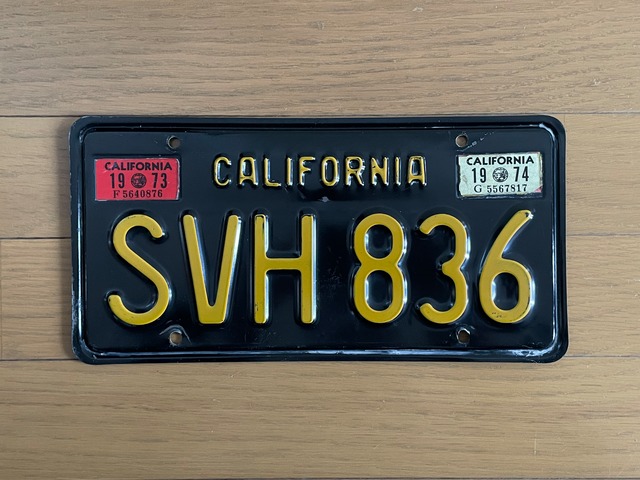 CALIFORNIA
19 73
F 5640876
CALIFORNIA
CALIFORNIA
19 74
G 5567817
SVH 836